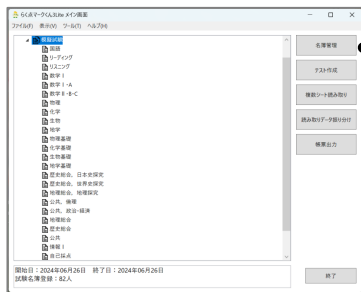 らく点マークくん3Lite メイン画面
ファイル(F) 表示(V) ツール(T) ヘルプ(H)
模擬試験
国語
リーディング
リスニング
数学Ⅰ
数学Ⅰ・A
数学Ⅱ・B・C
物理
化学
生物
地学
物理基礎
化学基礎
生物基礎
地学基礎
歴史総合、日本史探究
歴史総合、世界史探究
地理総合、地理探究
公共、倫理
公共、政治・経済
地理総合
歴史総合
公共
情報Ⅰ
自己採点
名簿管理
テスト作成
複数シート読み取り
読み取りデータ振り分け
帳票出力
開始日：2024年06月26日 終了日：2024年06月26日
試験名簿登録：82人
終了